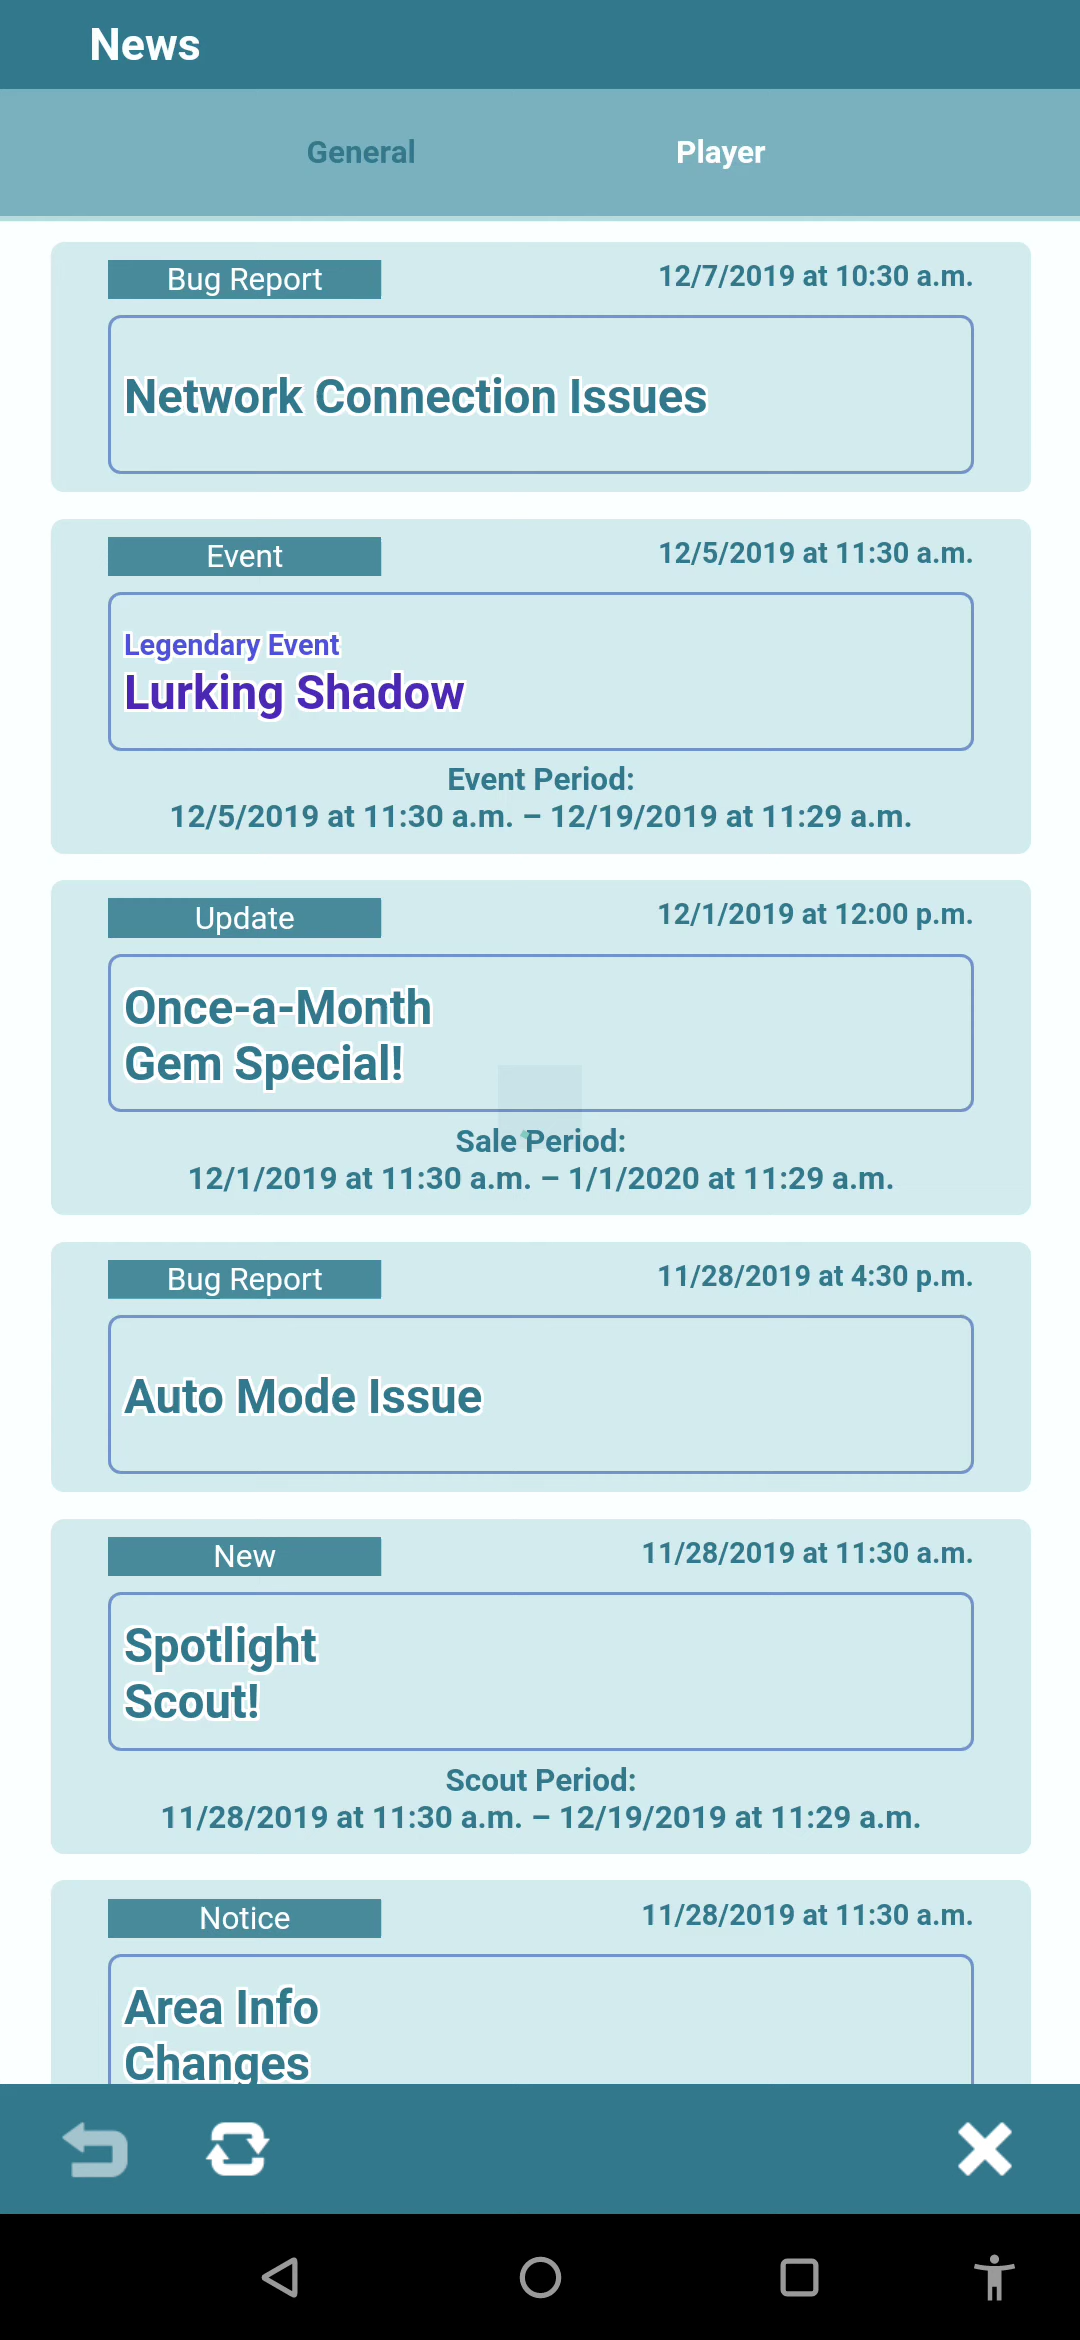 News
General
Player
Bug Report
12/7/2019 at 10:30 a.m.
Network Connection Issues
Event
12/5/2019 at 11:30 a.m.
Legendary Event
Lurking Shadow
Event Period:
12/5/2019 at 11:30 a.m. – 12/19/2019 at 11:29 a.m.
Update
12/1/2019 at 12:00 p.m.
Once-a-Month
Gem Special!
Sale Period:
12/1/2019 at 11:30 a.m. – 1/1/2020 at 11:29 a.m.
Bug Report
11/28/2019 at 4:30 p.m.
Auto Mode Issue
New
11/28/2019 at 11:30 a.m.
Spotlight
Scout!
Scout Period:
11/28/2019 at 11:30 a.m. – 12/19/2019 at 11:29 a.m.
Notice
11/28/2019 at 11:30 a.m.
Area Info
Changes